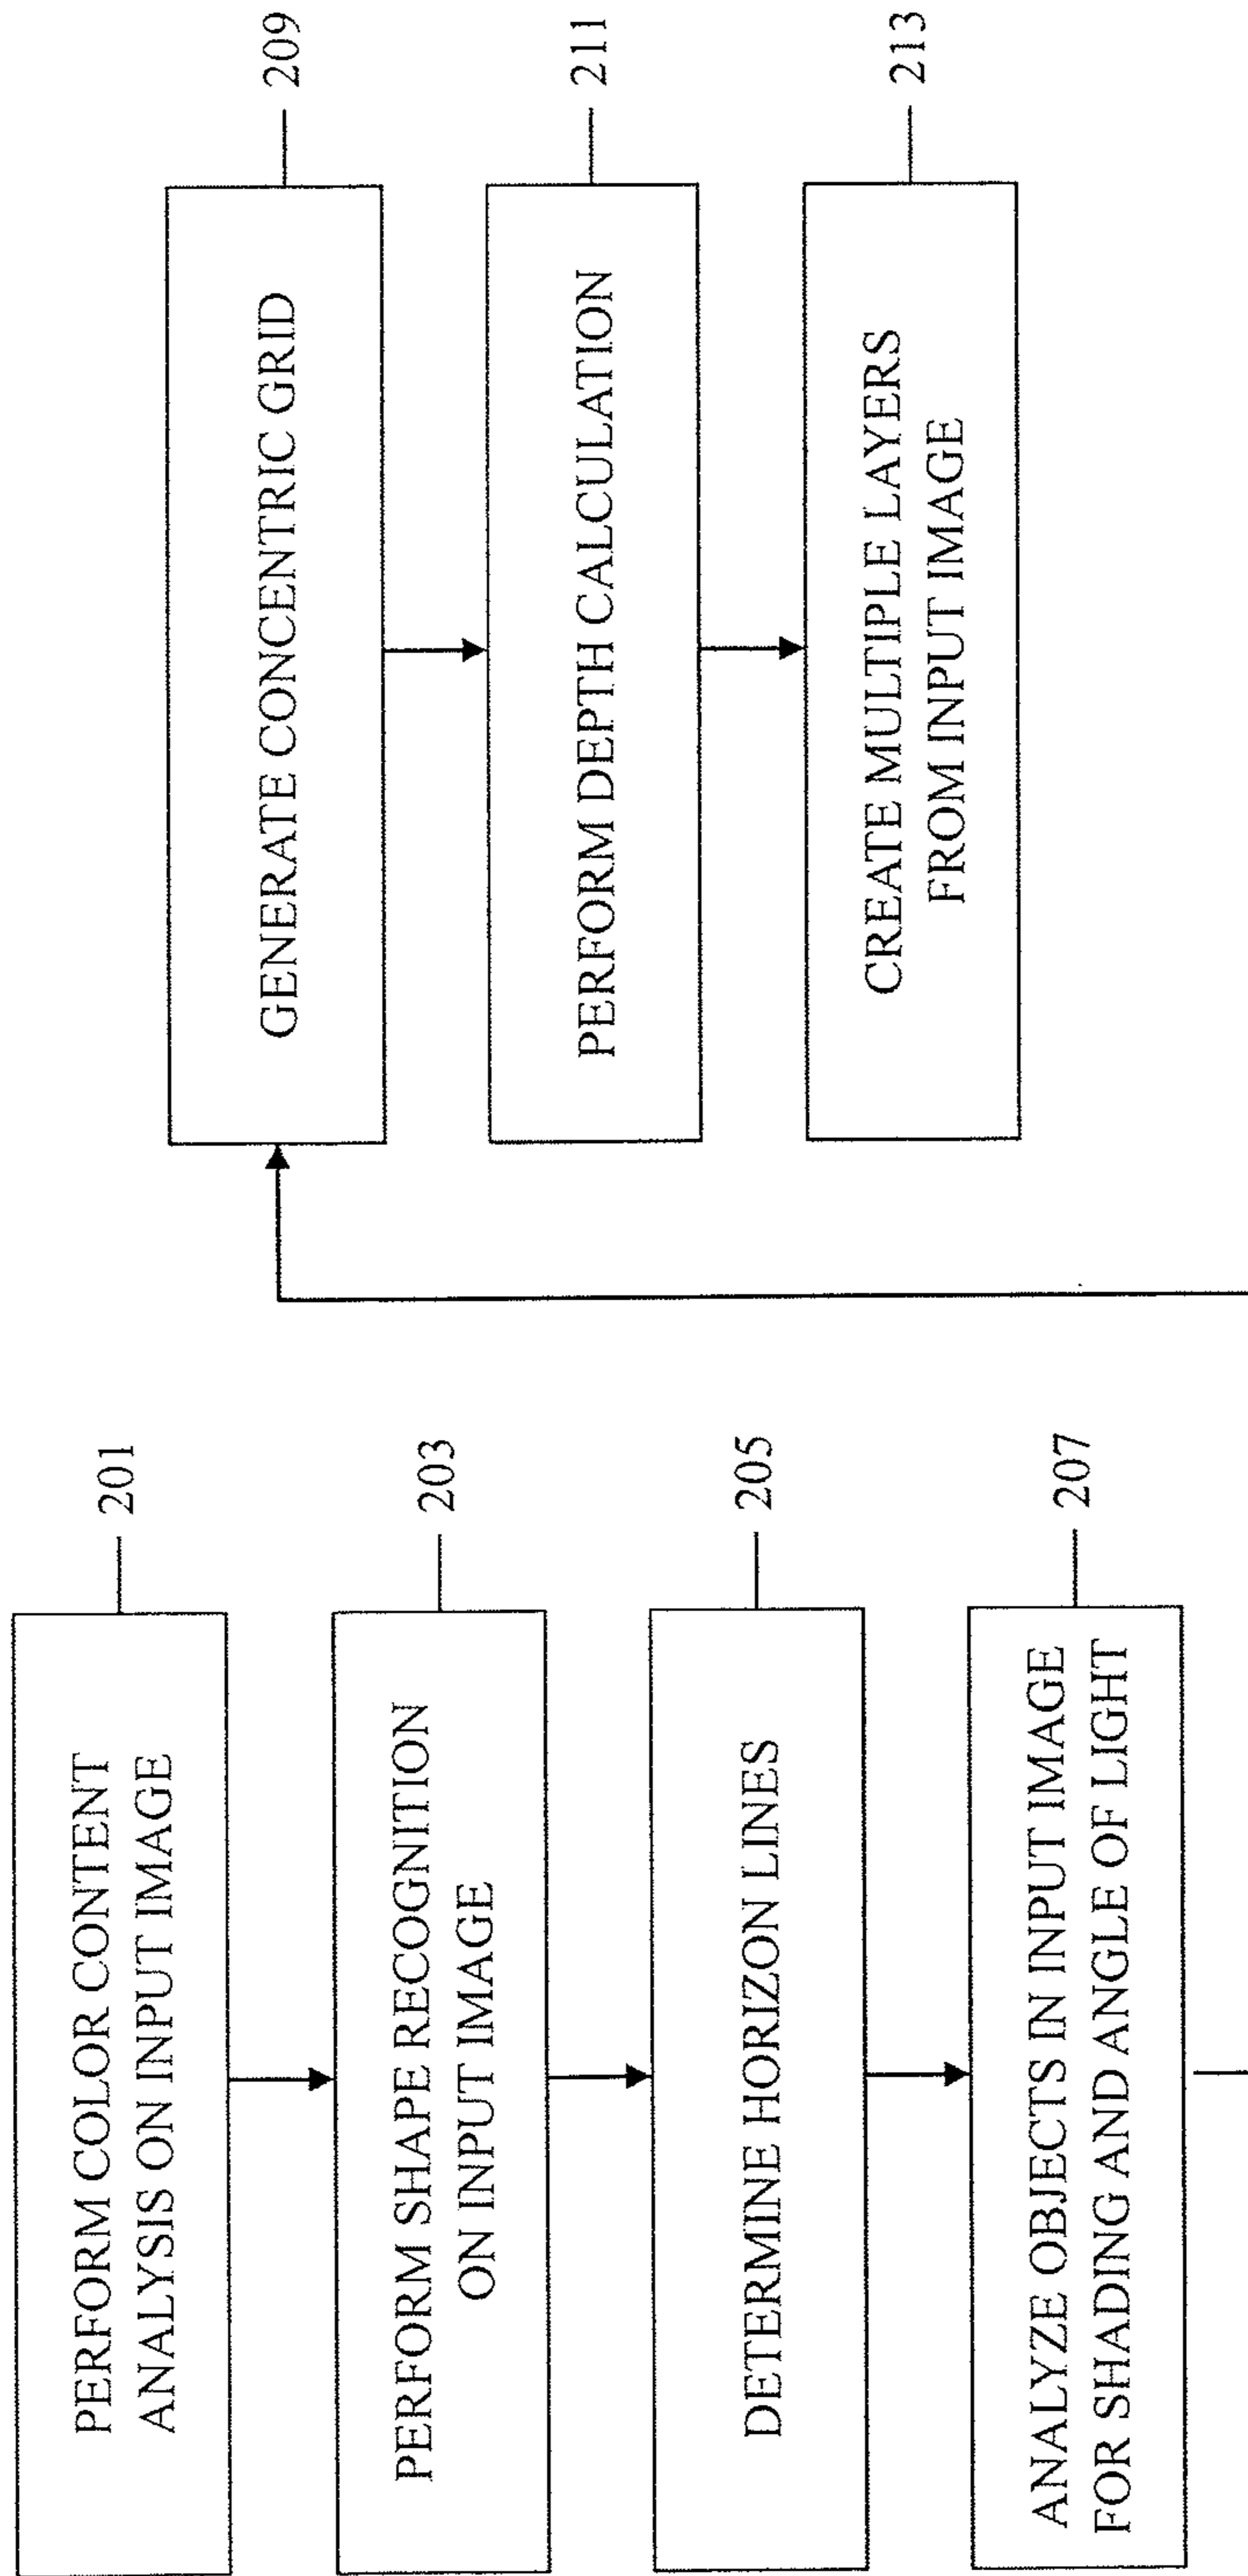 PERFORM COLOR CONTENT
ANALYSIS ON INPUT IMAGE
201
PERFORM SHAPE RECOGNITION
ON INPUT IMAGE
203
DETERMINE HORIZON LINES
205
ANALYZE OBJECTS IN INPUT IMAGE
FOR SHADING AND ANGLE OF LIGHT
207
GENERATE CONCENTRIC GRID
209
PERFORM DEPTH CALCULATION
211
CREATE MULTIPLE LAYERS
FROM INPUT IMAGE
213